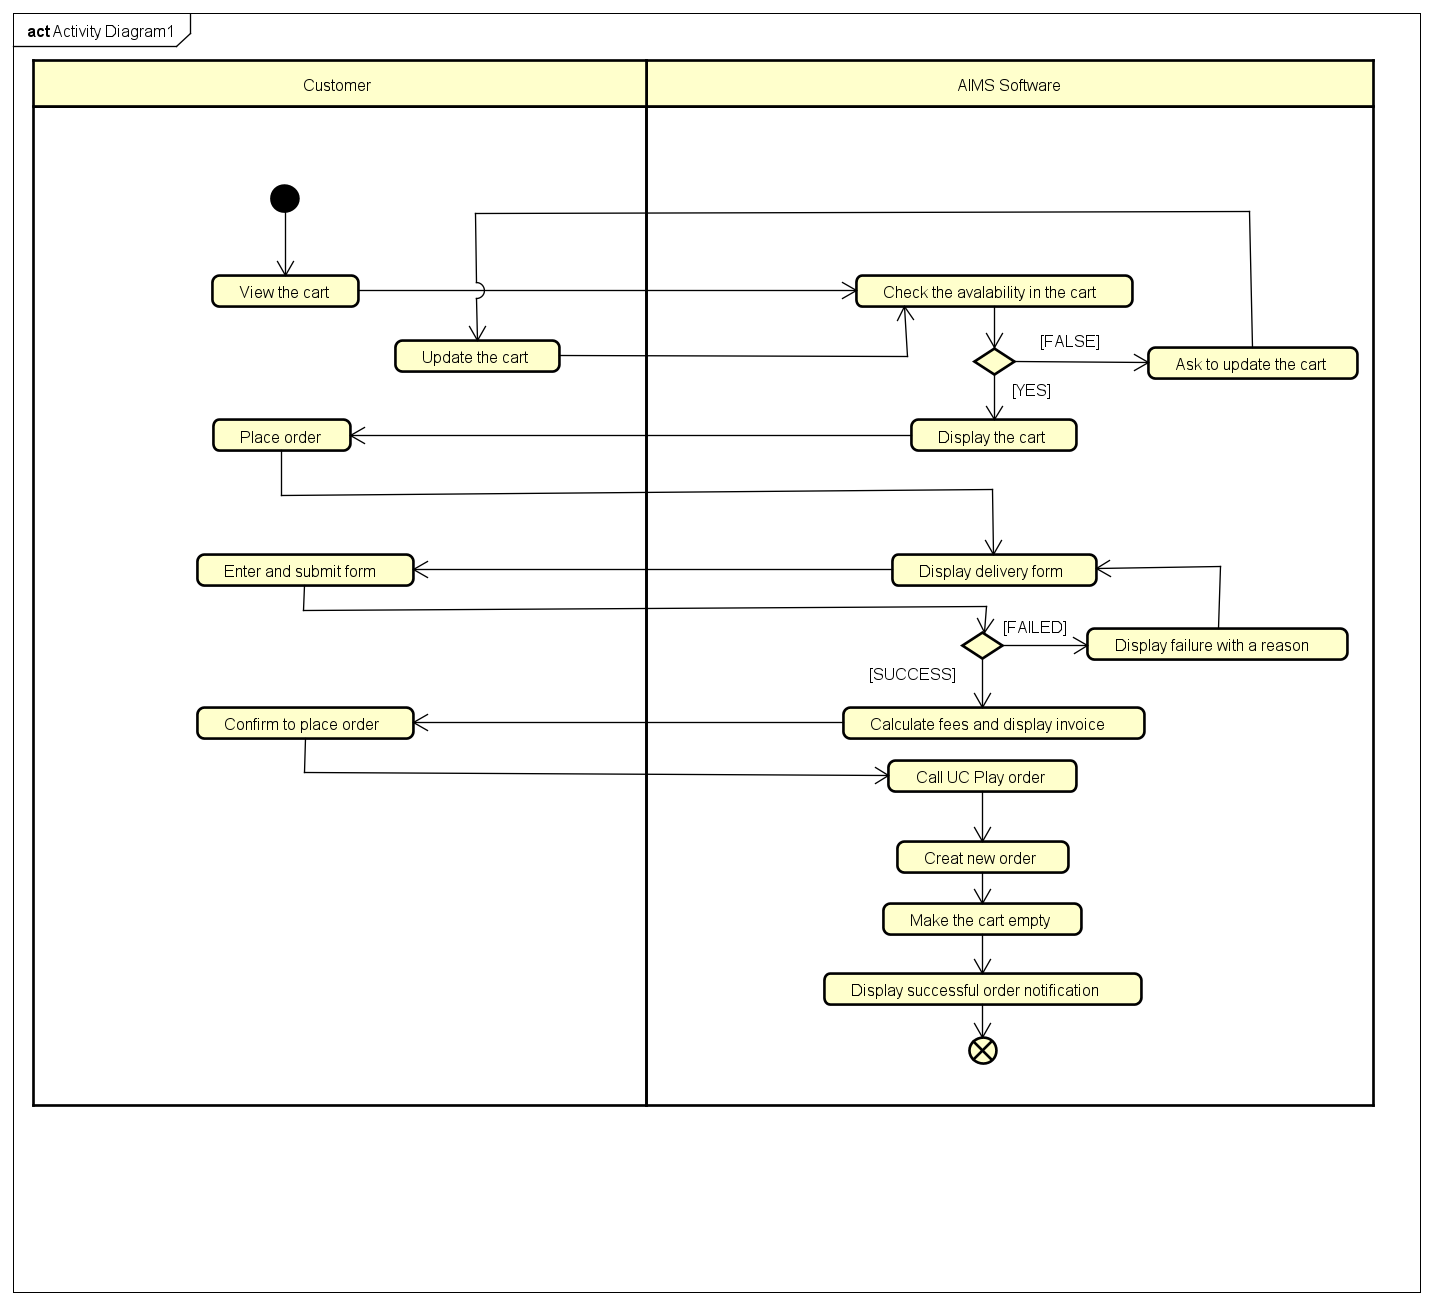 act Activity Diagram1
Customer
AIMS Software
View the cart
Check the avalability in the cart
[FALSE]
Update the cart
Ask to update the cart
[YES]
Place order
Display the cart
Enter and submit form
Display delivery form
[FAILED]
Display failure with a reason
[SUCCESS]
Confirm to place order
Calculate fees and display invoice
Call UC Play order
Creat new order
Make the cart empty
Display successful order notification